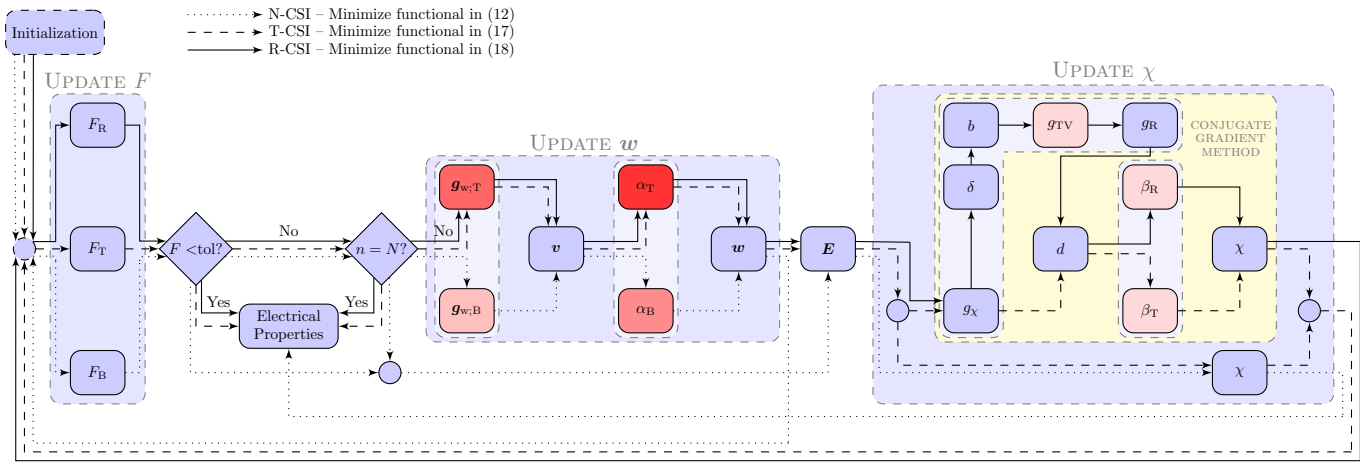 N-CSI – Minimize functional in (12)
T-CSI – Minimize functional in (17)
R-CSI – Minimize functional in (18)
Initialization
UPDATE F
F_R
F_T
F_B
F <tol?
No
Yes
n = N?
No
Yes
Electrical
Properties
UPDATE w
g_w;T
g_w;B
v
α_T
α_B
w
E
UPDATE χ
CONJUGATE
GRADIENT
METHOD
b
g_TV
g_R
δ
g_χ
d
β_R
β_T
χ
χ